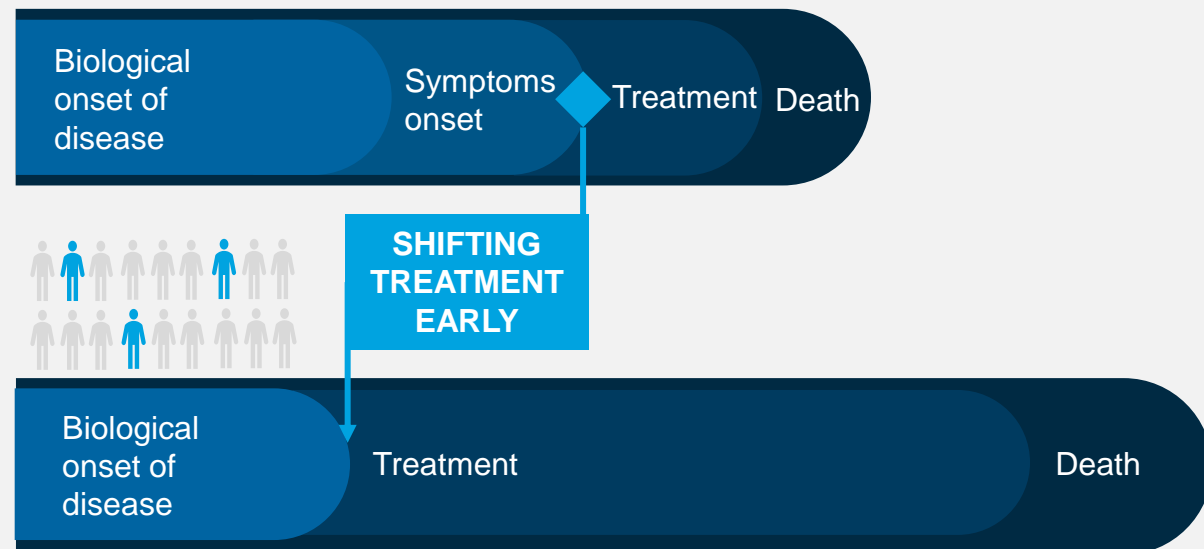 Biological
onset of
disease
Symptoms
onset
Treatment
Death
SHIFTING
TREATMENT
EARLY
Biological
onset of
disease
Treatment
Death